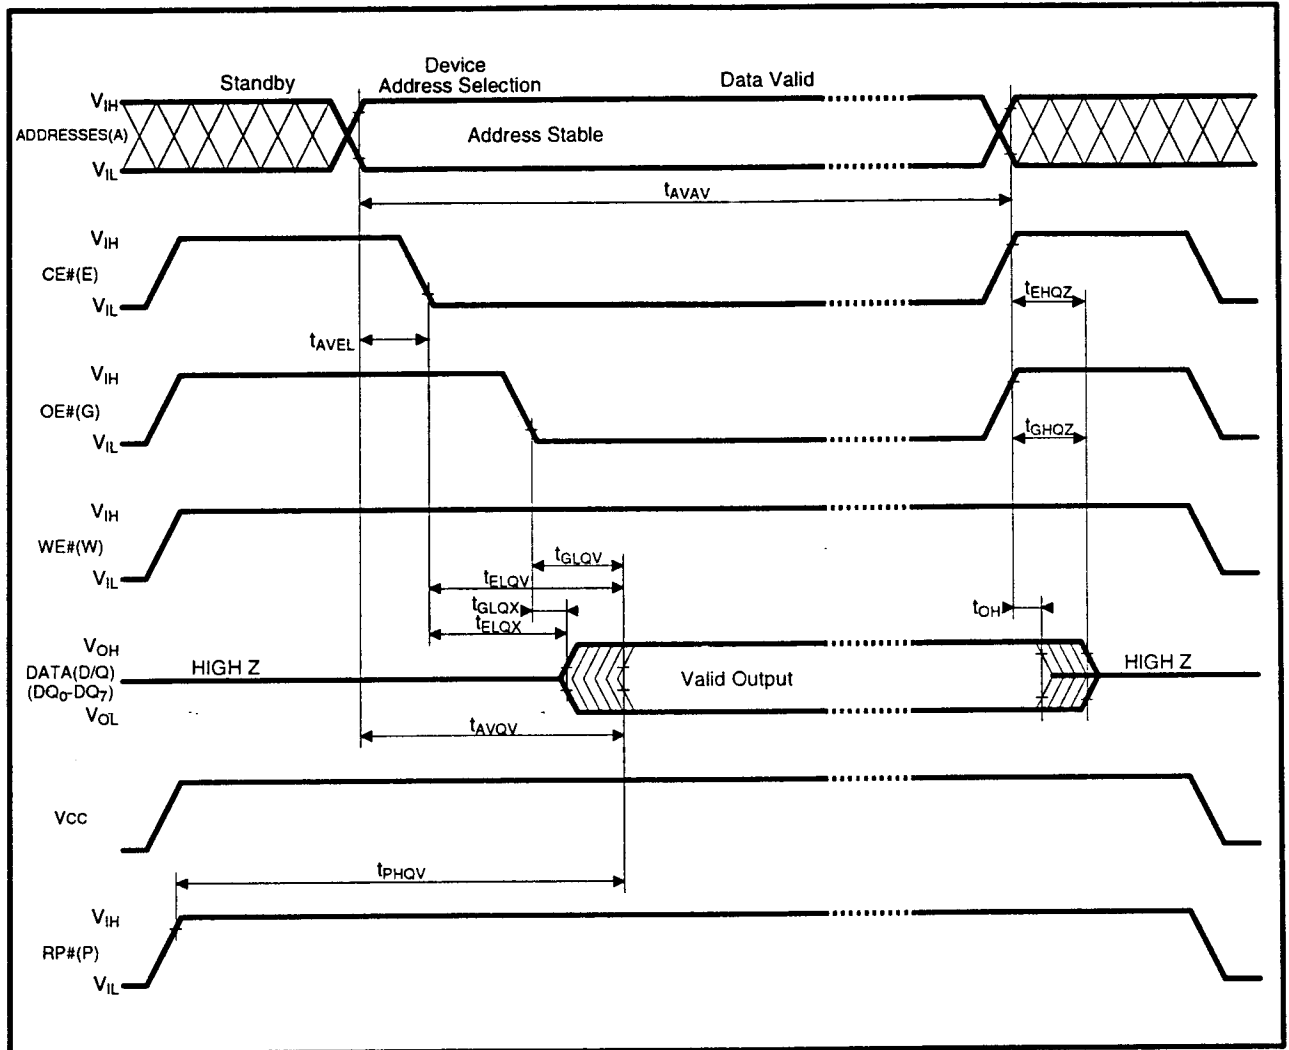 Standby
Device
Address Selection
Data Valid
VIH
ADDRESSES(A)
VIL
Address Stable
tAVAV
VIH
CE#(E)
VIL
tEHQZ
tAVEL
VIH
OE#(G)
VIL
tGHQZ
VIH
WE#(W)
VIL
tGLQV
tELQV
tGLQX
tELQX
tOH
VOH
DATA(D/Q)
(DQ0-DQ7)
VOL
HIGH Z
Valid Output
HIGH Z
tAVQV
VCC
tPHQV
VIH
RP#(P)
VIL